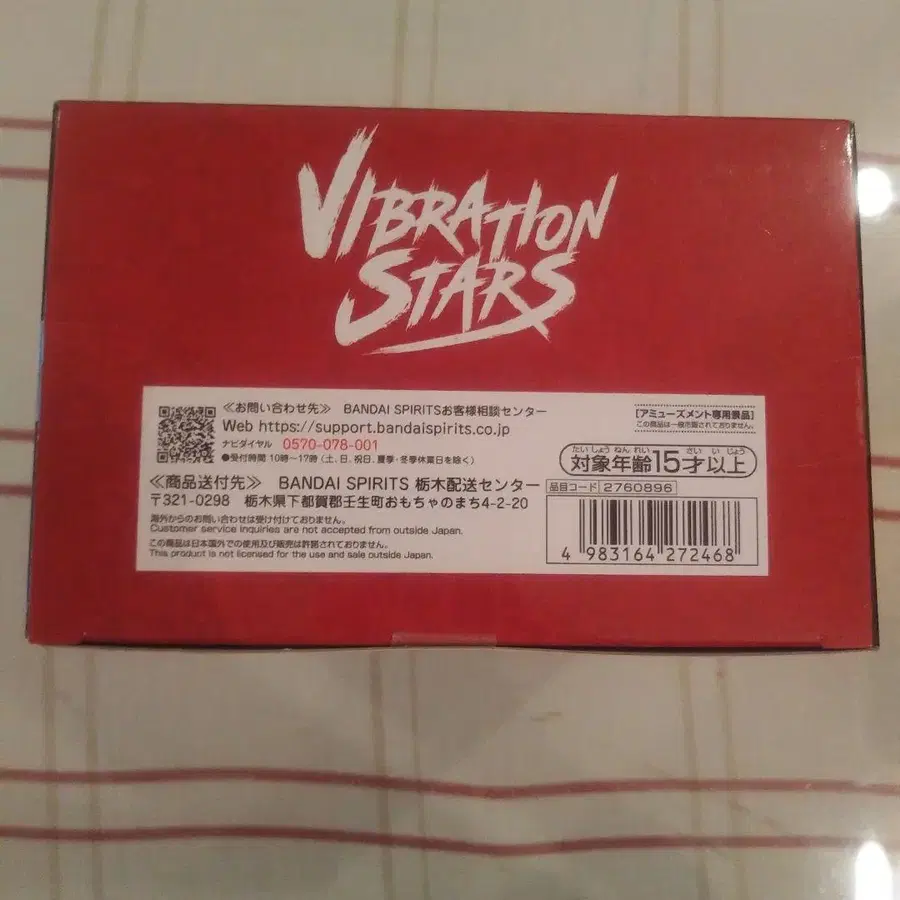 VIBRATION
STARS
≪お問い合わせ先≫ BANDAI SPIRITSお客様相談センター
Web https://support.bandaispirits.co.jp
ナビダイヤル 0570-078-001
●受付時間 10時〜17時(土、日、祝日、夏季・冬季休業日を除く)
≪商品送付先≫ BANDAI SPIRITS 栃木配送センター
〒321-0298 栃木県下都賀郡壬生町おもちゃのまち4-2-20
海外からのお問い合わせは受け付けておりません。
Customer service inquiries are not accepted from outside Japan.
この商品は日本国外での使用及び販売は許諾されておりません。
This product is not licensed for the use and sale outside Japan.
[アミューズメント専用景品]
この商品は一般市販されておりません。
たいしょうねんれい さいいじょう
対象年齢15才以上
品目コード 2760896
4 983164 272468